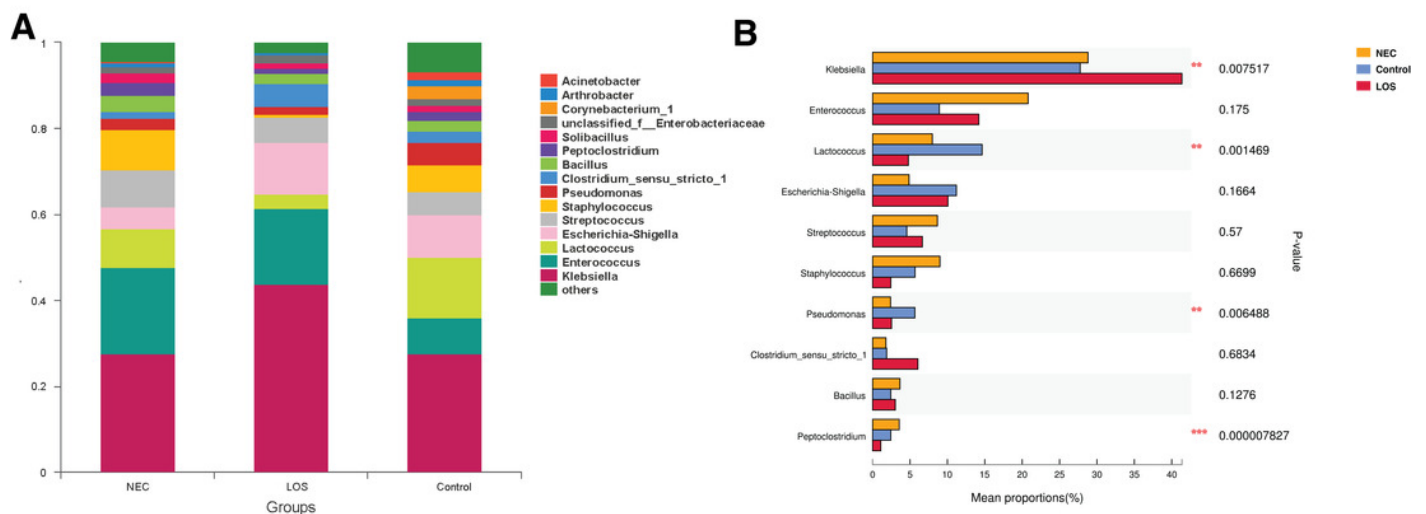 A
1
0.8
0.6
0.4
0.2
0
NEC
LOS
Control
Groups
Acinetobacter
Arthrobacter
Corynebacterium_1
unclassified_f__Enterobacteriaceae
Solibacillus
Peptoclostridium
Bacillus
Clostridium_sensu_stricto_1
Pseudomonas
Staphylococcus
Streptococcus
Escherichia-Shigella
Lactococcus
Enterococcus
Klebsiella
others
B
Klebsiella ** 0.007517
Enterococcus 0.175
Lactococcus ** 0.001469
Escherichia-Shigella 0.1664
Streptococcus 0.57
Staphylococcus 0.6699
Pseudomonas ** 0.006488
Clostridium_sensu_stricto_1 0.6834
Bacillus 0.1276
Peptoclostridium *** 0.000007827
0 5 10 15 20 25 30 35 40
Mean proportions(%)
P-value
NEC
Control
LOS